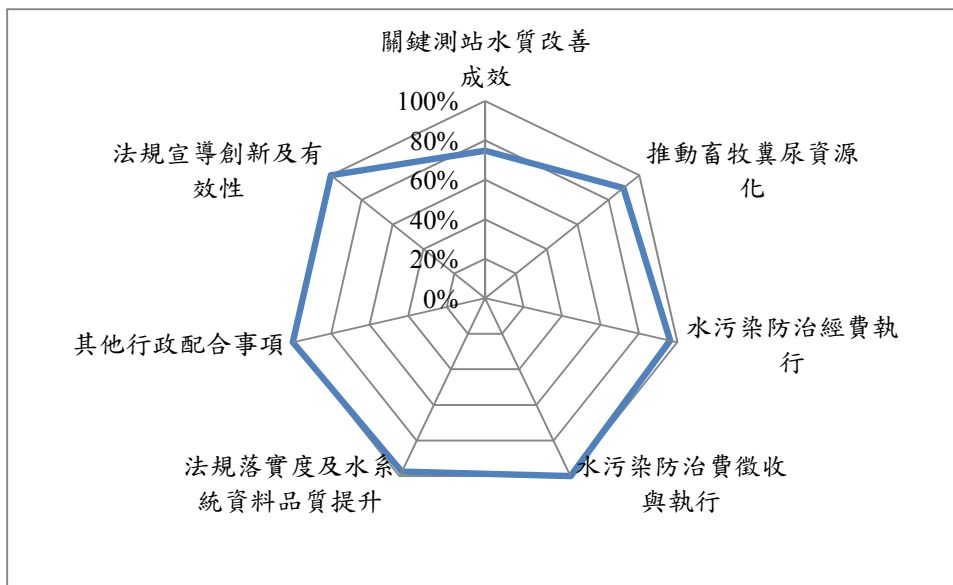 關鍵測站水質改善
成效
100%
80%
60%
40%
20%
0%
推動畜牧糞尿資源
化
水污染防治經費執
行
水污染防治費徵收
與執行
法規落實度及水系
統資料品質提升
其他行政配合事項
法規宣導創新及有
效性